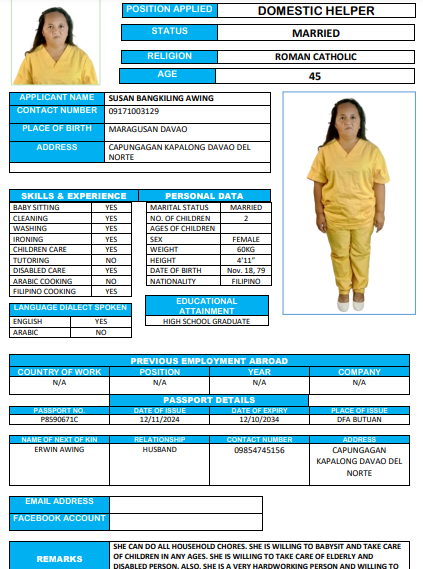 POSITION APPLIED DOMESTIC HELPER
STATUS MARRIED
RELIGION ROMAN CATHOLIC
AGE 45
APPLICANT NAME SUSAN BANGKILING AWING
CONTACT NUMBER 09171003129
PLACE OF BIRTH MARAGUSAN DAVAO
ADDRESS CAPUNGAGAN KAPALONG DAVAO DEL
NORTE
SKILLS & EXPERIENCE PERSONAL DATA
BABY SITTING YES MARITAL STATUS MARRIED
CLEANING YES NO. OF CHILDREN 2
WASHING YES AGES OF CHILDREN
IRONING YES SEX FEMALE
CHILDREN CARE YES WEIGHT 60KG
TUTORING NO HEIGHT 4'11"
DISABLED CARE YES DATE OF BIRTH Nov. 18, 79
ARABIC COOKING NO NATIONALITY FILIPINO
FILIPINO COOKING YES
EDUCATIONAL
ATTAINMENT
LANGUAGE DIALECT SPOKEN
ENGLISH YES HIGH SCHOOL GRADUATE
ARABIC NO
PREVIOUS EMPLOYMENT ABROAD
COUNTRY OF WORK POSITION YEAR COMPANY
N/A N/A N/A N/A
PASSPORT DETAILS
PASSPORT NO. DATE OF ISSUE DATE OF EXPIRY PLACE OF ISSUE
P8590671C 12/11/2024 12/10/2034 DFA BUTUAN
NAME OF NEXT OF KIN RELATIONSHIP CONTACT NUMBER ADDRESS
ERWIN AWING HUSBAND 09854745156 CAPUNGAGAN
KAPALONG DAVAO DEL
NORTE
EMAIL ADDRESS
FACEBOOK ACCOUNT
REMARKS SHE CAN DO ALL HOUSEHOLD CHORES. SHE IS WILLING TO BABYSIT AND TAKE CARE
OF CHILDREN IN ANY AGES. SHE IS WILLING TO TAKE CARE OF ELDERLY AND
DISABLED PERSON. ALSO, SHE IS A VERY HARDWORKING PERSON AND WILLING TO